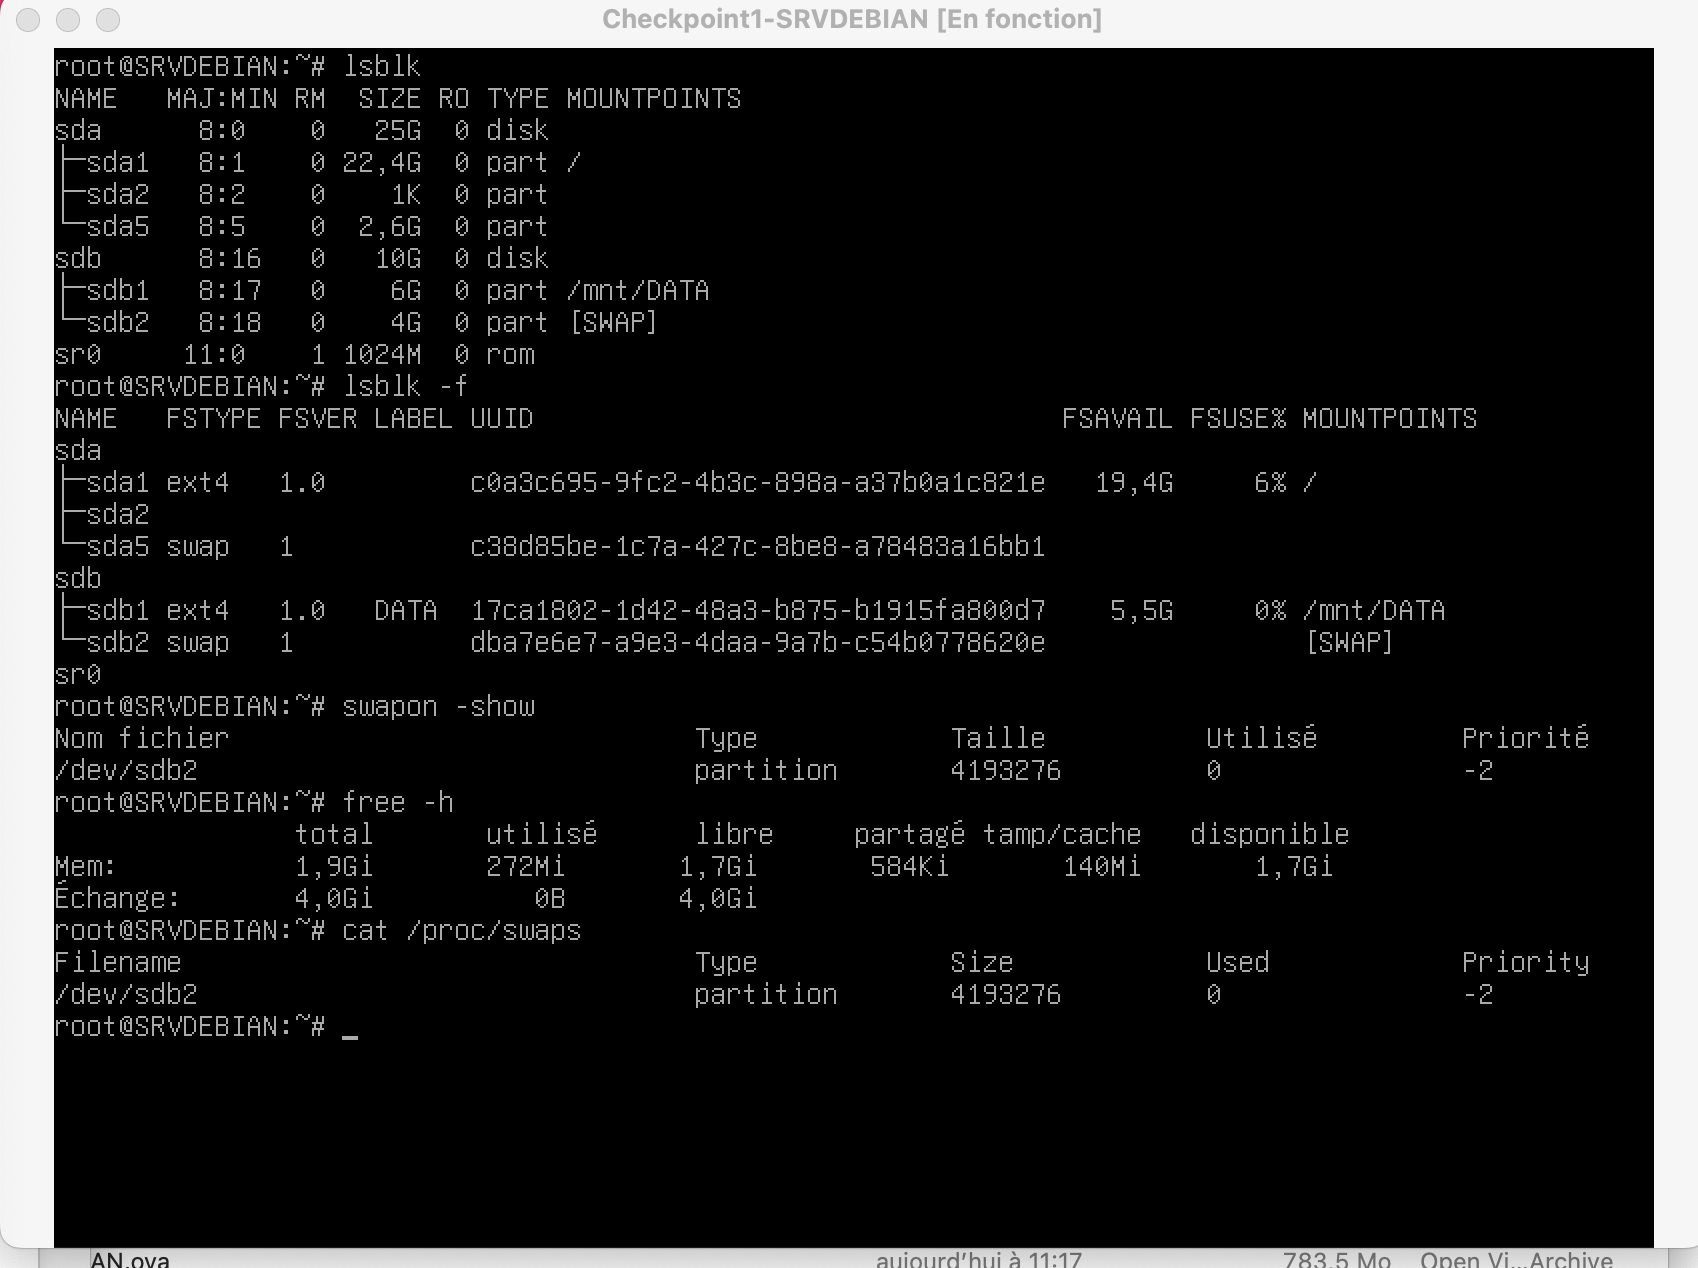 Checkpoint1-SRVDEBIAN [En fonction]
root@SRVDEBIAN:~# lsblk
NAME   MAJ:MIN RM   SIZE RO TYPE MOUNTPOINTS
sda      8:0    0    25G  0 disk
├─sda1   8:1    0  22,4G  0 part /
├─sda2   8:2    0     1K  0 part
└─sda5   8:5    0   2,6G  0 part
sdb      8:16   0    10G  0 disk
├─sdb1   8:17   0     6G  0 part /mnt/DATA
└─sdb2   8:18   0     4G  0 part [SWAP]
sr0     11:0    1  1024M  0 rom
root@SRVDEBIAN:~# lsblk -f
NAME   FSTYPE FSVER LABEL UUID                                 FSAVAIL FSUSE% MOUNTPOINTS
sda
├─sda1 ext4   1.0         c0a3c695-9fc2-4b3c-898a-a37b0a1c821e   19,4G     6% /
├─sda2
└─sda5 swap   1           c38d85be-1c7a-427c-8be8-a78483a16bb1
sdb
├─sdb1 ext4   1.0   DATA  17ca1802-1d42-48a3-b875-b1915fa800d7    5,5G     0% /mnt/DATA
└─sdb2 swap   1           dba7e6e7-a9e3-4daa-9a7b-c54b0778620e                [SWAP]
sr0
root@SRVDEBIAN:~# swapon -show
Nom fichier                             Type            Taille          Utilisé         Priorité
/dev/sdb2                               partition       4193276         0               -2
root@SRVDEBIAN:~# free -h
               total       utilisé      libre     partagé tamp/cache   disponible
Mem:           1,9Gi       272Mi       1,7Gi       584Ki       140Mi       1,7Gi
Échange:       4,0Gi          0B       4,0Gi
root@SRVDEBIAN:~# cat /proc/swaps
Filename                                Type            Size            Used            Priority
/dev/sdb2                               partition       4193276         0               -2
root@SRVDEBIAN:~# _
AN.ova aujourd'hui à 11:17 783,5 Mo Open Vi...Archive